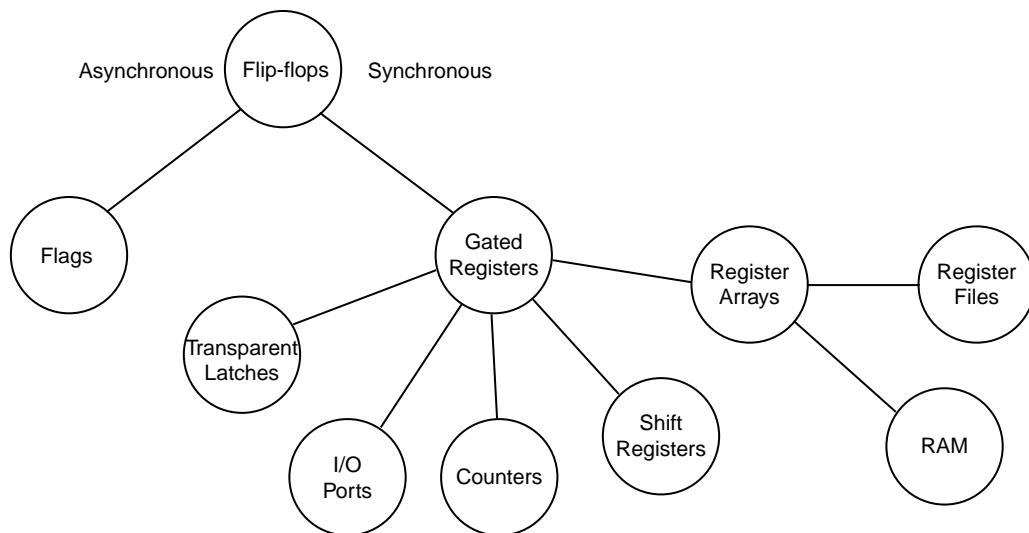 Asynchronous
Flip-flops
Synchronous
Flags
Gated
Registers
Register
Arrays
Register
Files
Transparent
Latches
I/O
Ports
Counters
Shift
Registers
RAM